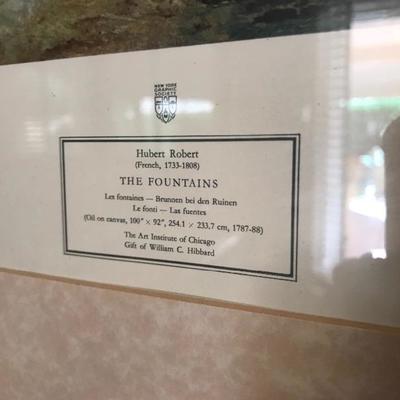 NEW YORK
GRAPHIC
SOCIETY
Hubert Robert
(French, 1733-1808)
THE FOUNTAINS
Les fontaines — Brunnen bei den Ruinen
Le fonti — Las fuentes
(Oil on canvas, 100" × 92", 254.1 × 233.7 cm, 1787-88)
The Art Institute of Chicago
Gift of William C. Hibbard